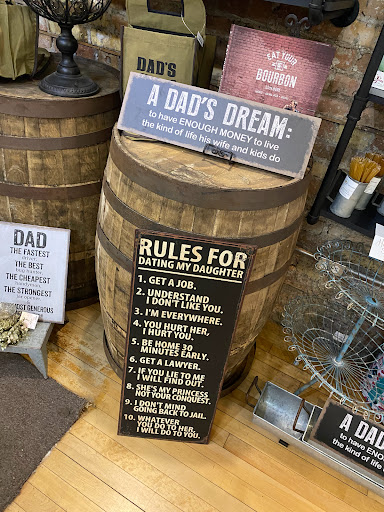 DAD'S
EAT YOUR
BOURBON
A DAD'S DREAM:
to have ENOUGH MONEY to live
the kind of life his wife and kids do
DAD
THE FASTEST
THE BEST
THE CHEAPEST
THE STRONGEST
MOST GENEROUS
RULES FOR
DATING MY DAUGHTER
1. GET A JOB.
2. UNDERSTAND
I DON'T LIKE YOU.
3. I'M EVERYWHERE.
4. YOU HURT HER,
I HURT YOU.
5. BE HOME 30
MINUTES EARLY.
6. GET A LAWYER.
7. IF YOU LIE TO ME
I WILL FIND OUT.
8. SHE'S MY PRINCESS
NOT YOUR CONQUEST.
9. I DON'T MIND
GOING BACK TO JAIL.
10. WHATEVER
YOU DO TO HER,
I WILL DO TO YOU.
A DAD
to have
the kind